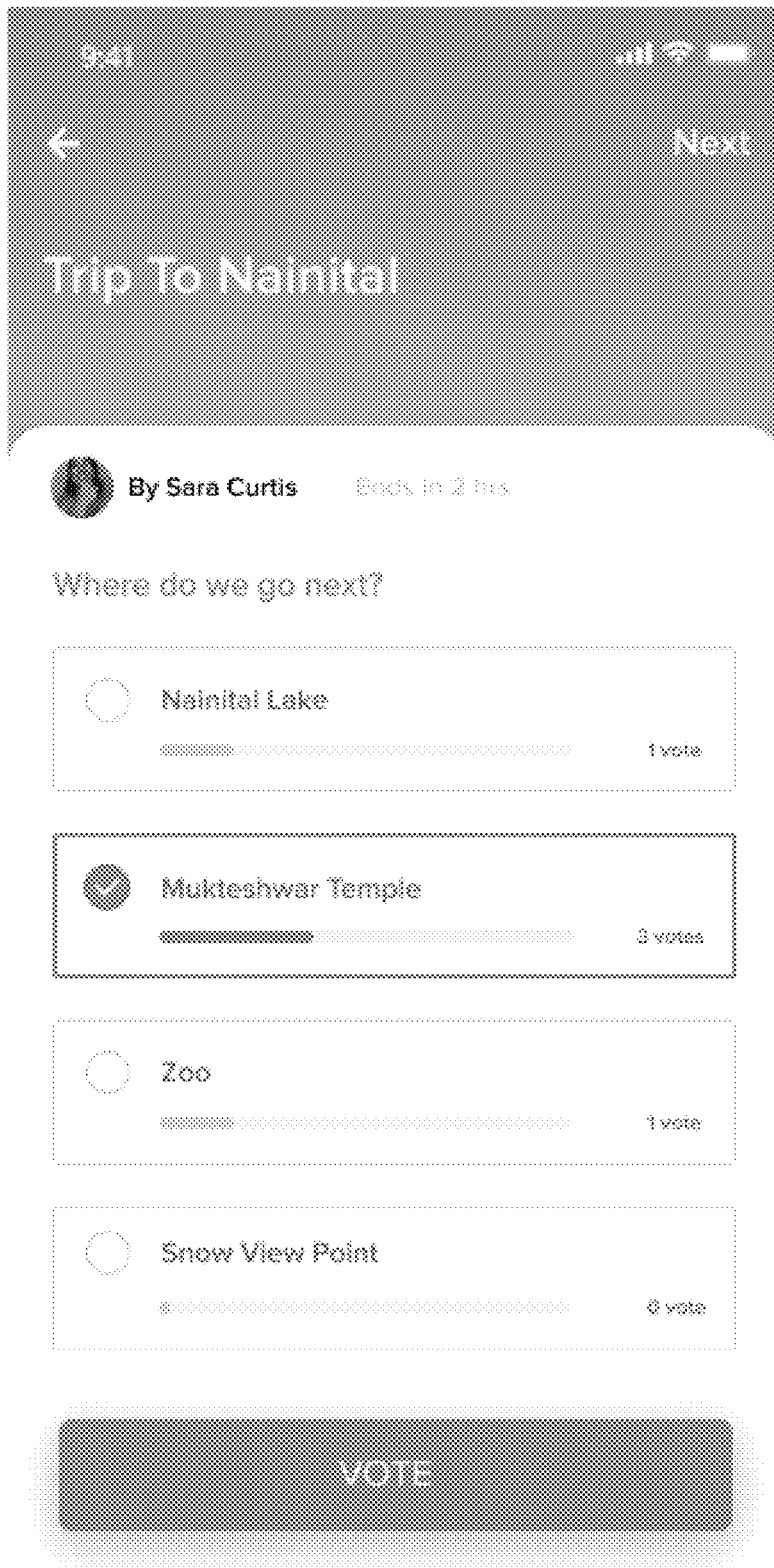 9:41
Next
Trip To Nainital
By Sara Curtis Ends in 2 hrs
Where do we go next?
Nainital Lake
1 vote
Mukteshwar Temple
3 votes
Zoo
1 vote
Snow View Point
0 vote
VOTE